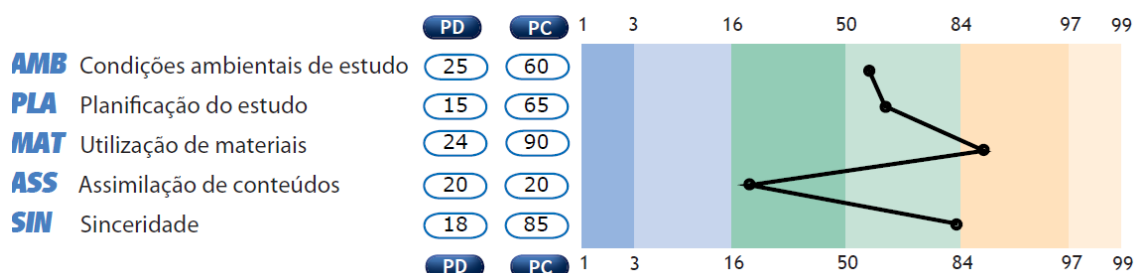 PD PC 1 3 16 50 84 97 99
AMB Condições ambientais de estudo 25 60
PLA Planificação do estudo 15 65
MAT Utilização de materiais 24 90
ASS Assimilação de conteúdos 20 20
SIN Sinceridade 18 85
PD PC 1 3 16 50 84 97 99